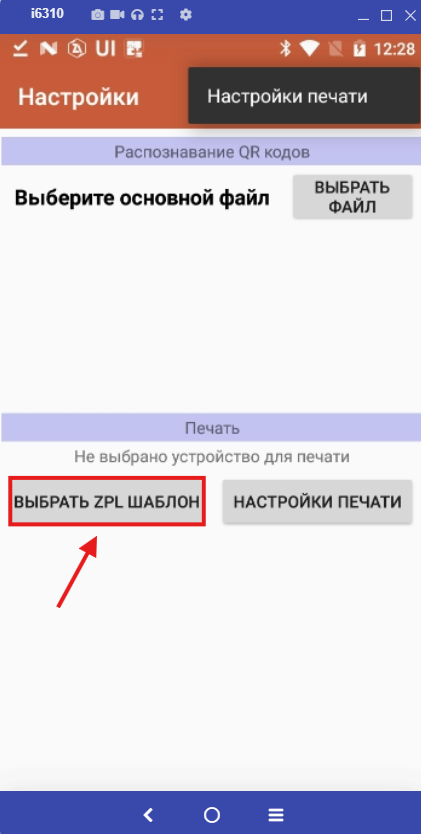 i6310
UI
12:28
Настройки
Настройки печати
Распознавание QR кодов
Выберите основной файл
ВЫБРАТЬ
ФАЙЛ
Печать
Не выбрано устройство для печати
ВЫБРАТЬ ZPL ШАБЛОН
НАСТРОЙКИ ПЕЧАТИ